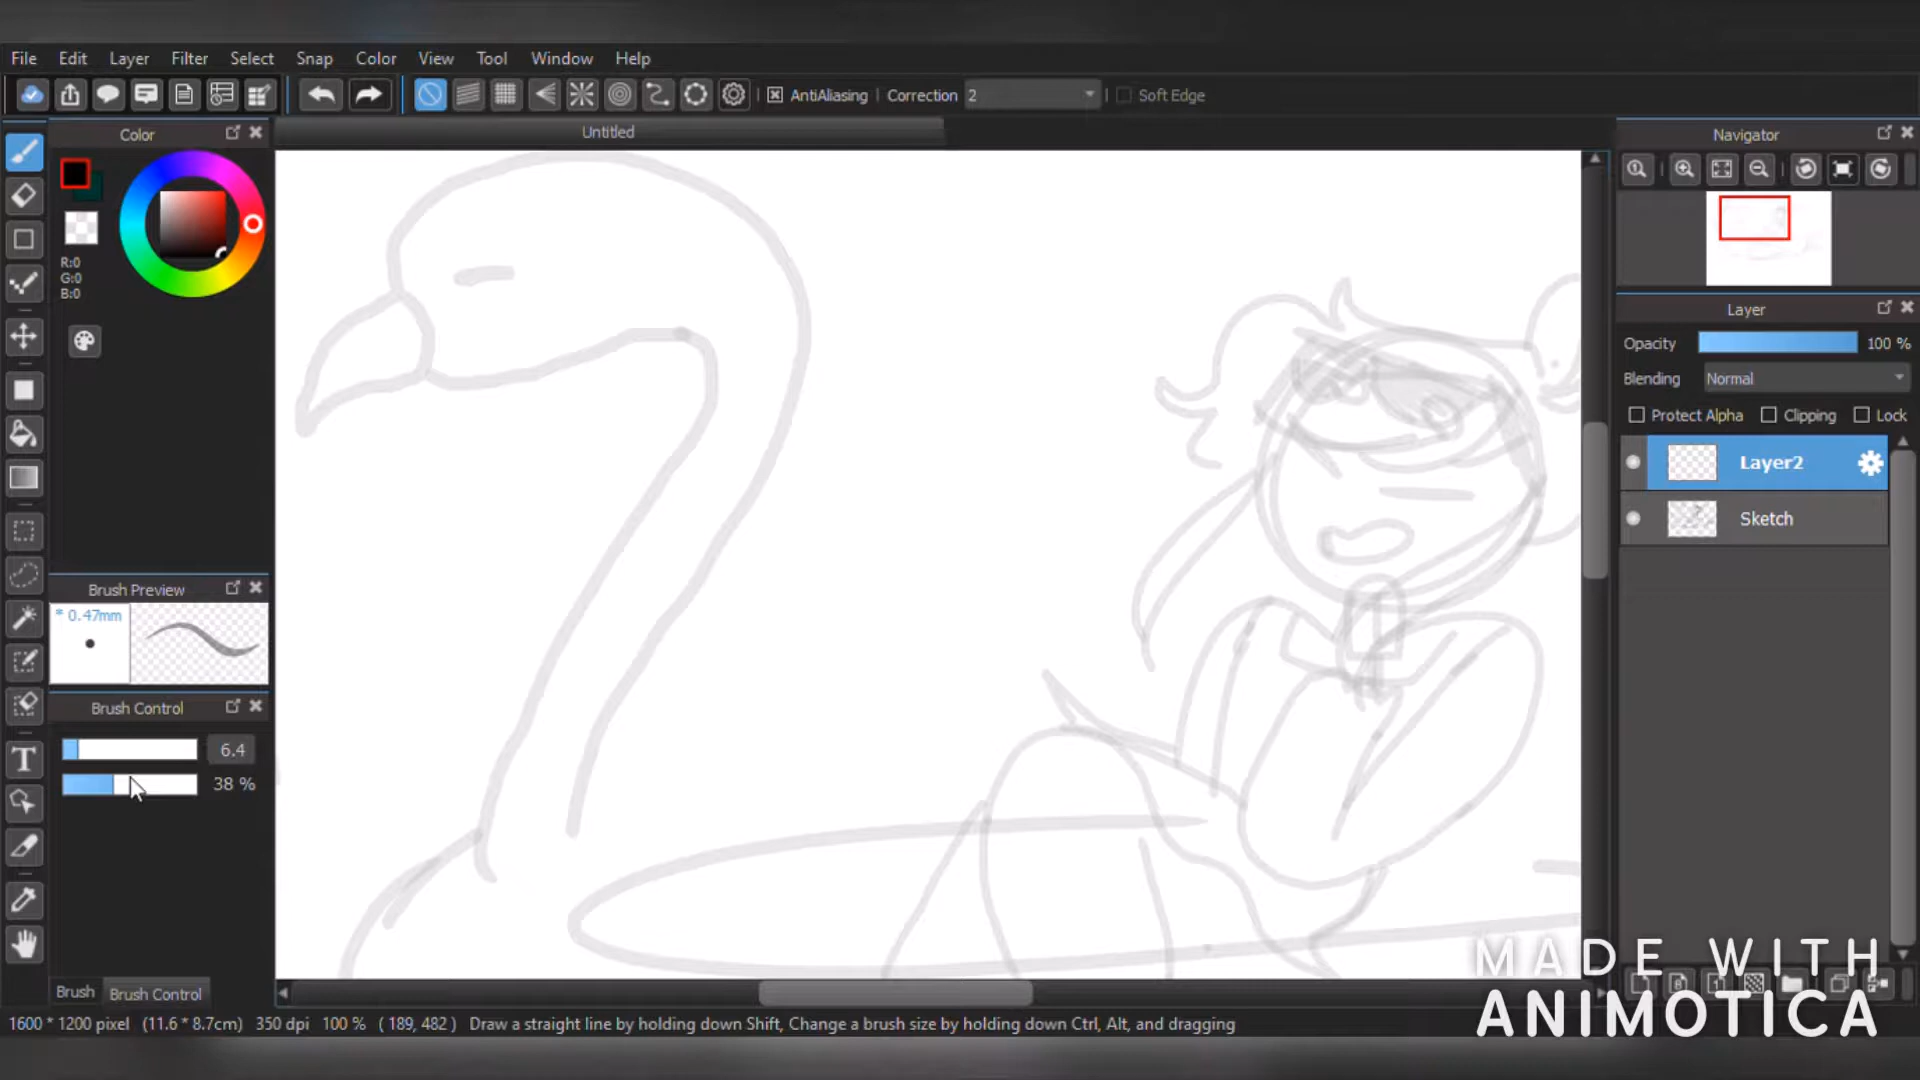 File Edit Layer Filter Select Snap Color View Tool Window Help
AntiAliasing Correction 2 Soft Edge
Color
Untitled
Navigator
R:0
G:0
B:0
Layer
Opacity 100 %
Blending Normal
Protect Alpha Clipping Lock
Layer2
Sketch
Brush Preview
* 0.47mm
Brush Control
6.4
38 %
T
Brush Brush Control
MADE WITH
ANIMOTICA
1600 * 1200 pixel (11.6 * 8.7cm) 350 dpi 100 % ( 189, 482 ) Draw a straight line by holding down Shift, Change a brush size by holding down Ctrl, Alt, and dragging